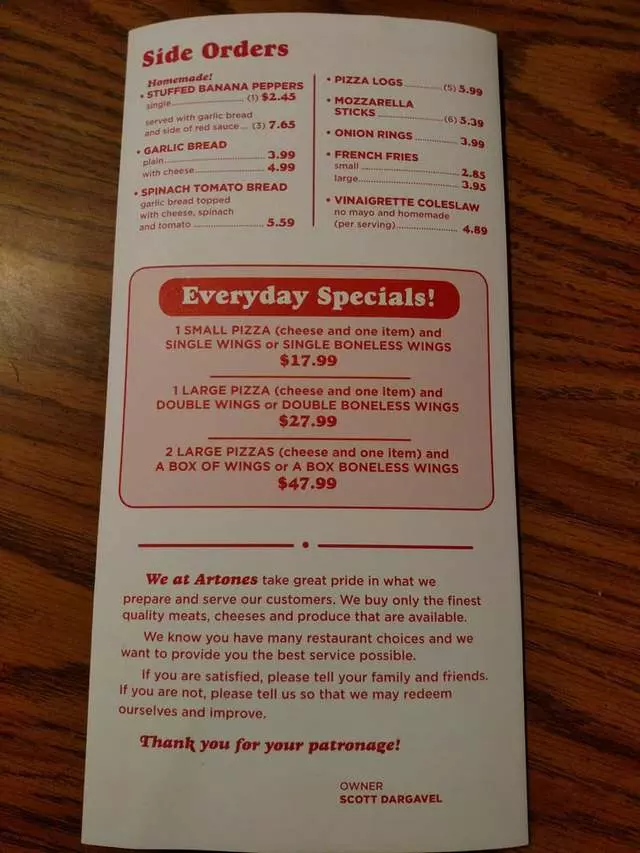 Side Orders
Homemade!
• STUFFED BANANA PEPPERS
single.................... (1) $2.45
served with garlic bread
and side of red sauce... (3) 7.65
• GARLIC BREAD
plain.......................... 3.99
with cheese.................. 4.99
• SPINACH TOMATO BREAD
garlic bread topped
with cheese, spinach
and tomato ...................... 5.59
• PIZZA LOGS .............. (5) 5.99
• MOZZARELLA
STICKS ..................... (6) 5.39
• ONION RINGS .............. 3.99
• FRENCH FRIES
small .......................... 2.85
large........................... 3.95
• VINAIGRETTE COLESLAW
no mayo and homemade
(per serving).................. 4.89
Everyday Specials!
1 SMALL PIZZA (cheese and one item) and
SINGLE WINGS or SINGLE BONELESS WINGS
$17.99
1 LARGE PIZZA (cheese and one item) and
DOUBLE WINGS or DOUBLE BONELESS WINGS
$27.99
2 LARGE PIZZAS (cheese and one item) and
A BOX OF WINGS or A BOX BONELESS WINGS
$47.99
We at Artones take great pride in what we
prepare and serve our customers. We buy only the finest
quality meats, cheeses and produce that are available.
We know you have many restaurant choices and we
want to provide you the best service possible.
If you are satisfied, please tell your family and friends.
If you are not, please tell us so that we may redeem
ourselves and improve.
Thank you for your patronage!
OWNER
SCOTT DARGAVEL